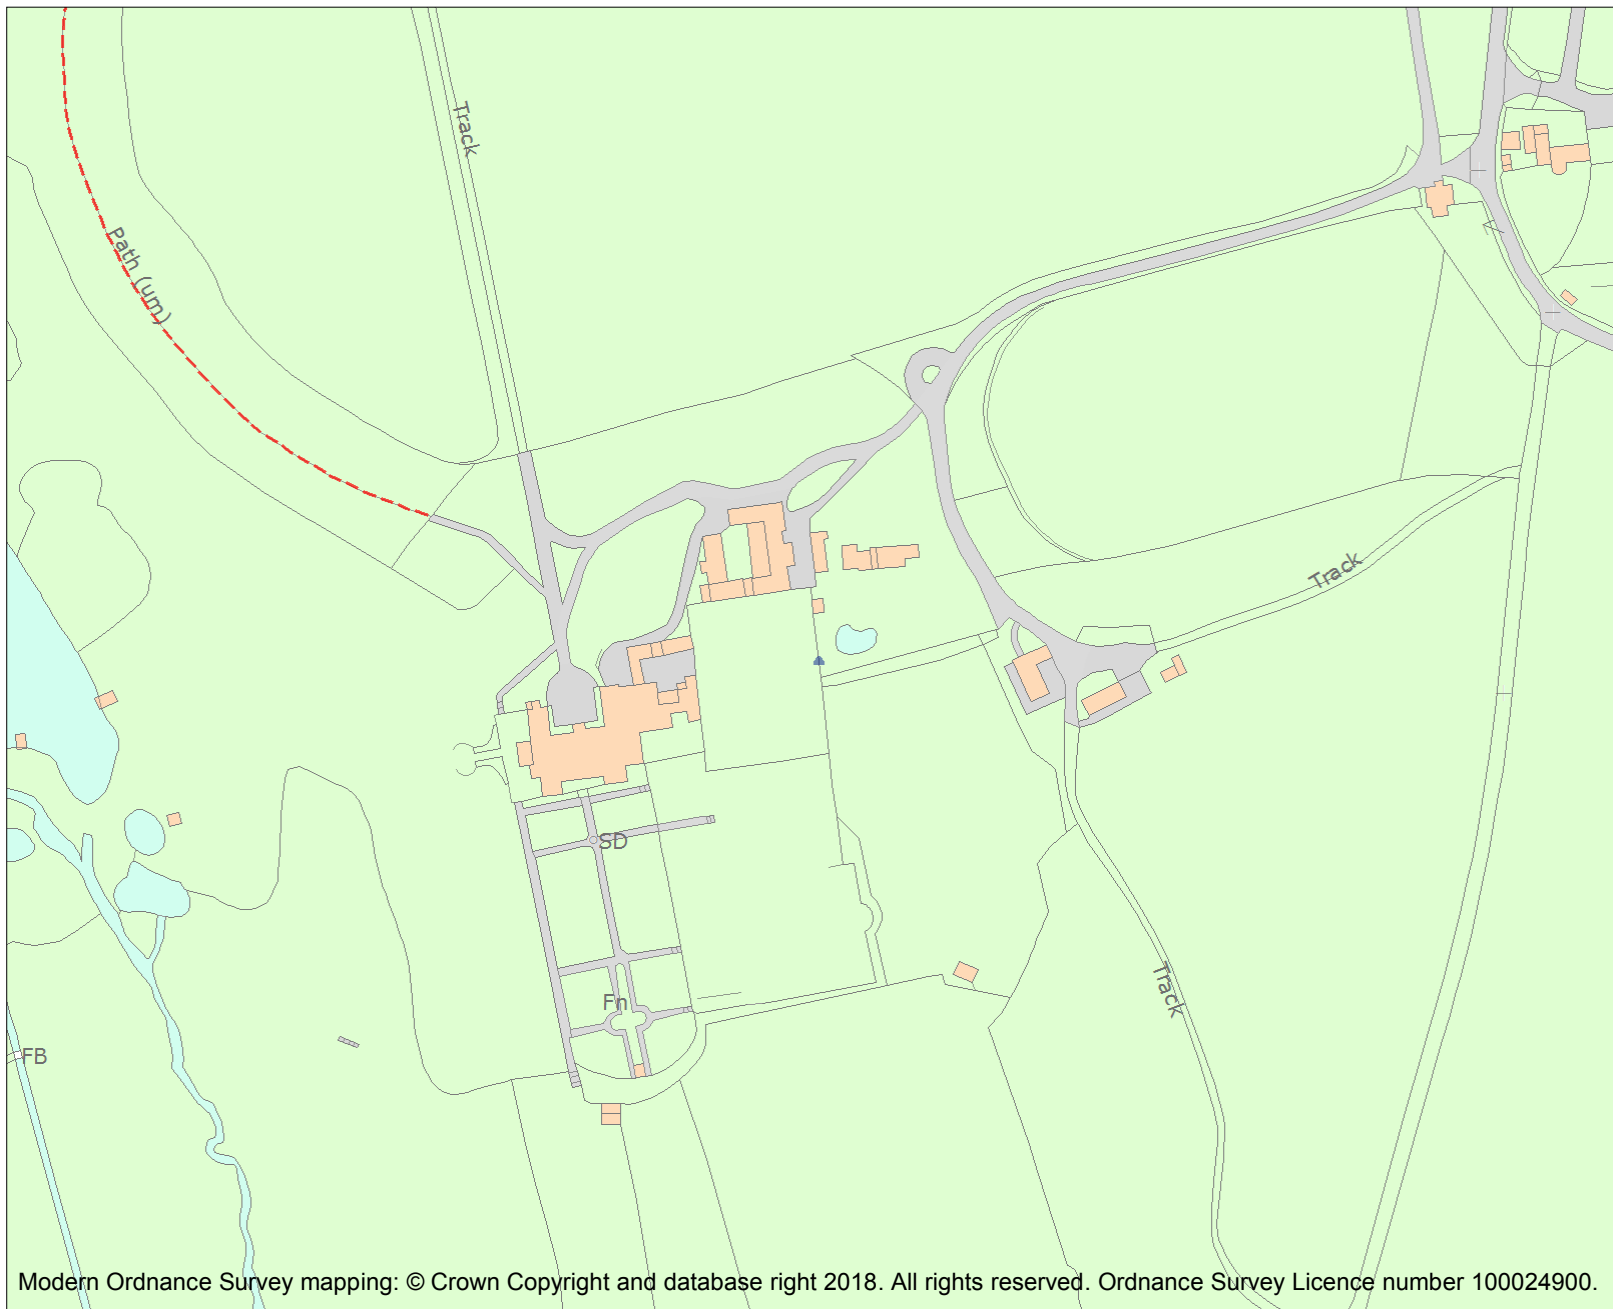 Track
Path (um)
Track
SD
Fn
Track
FB
Modern Ordnance Survey mapping: © Crown Copyright and database right 2018. All rights reserved. Ordnance Survey Licence number 100024900.